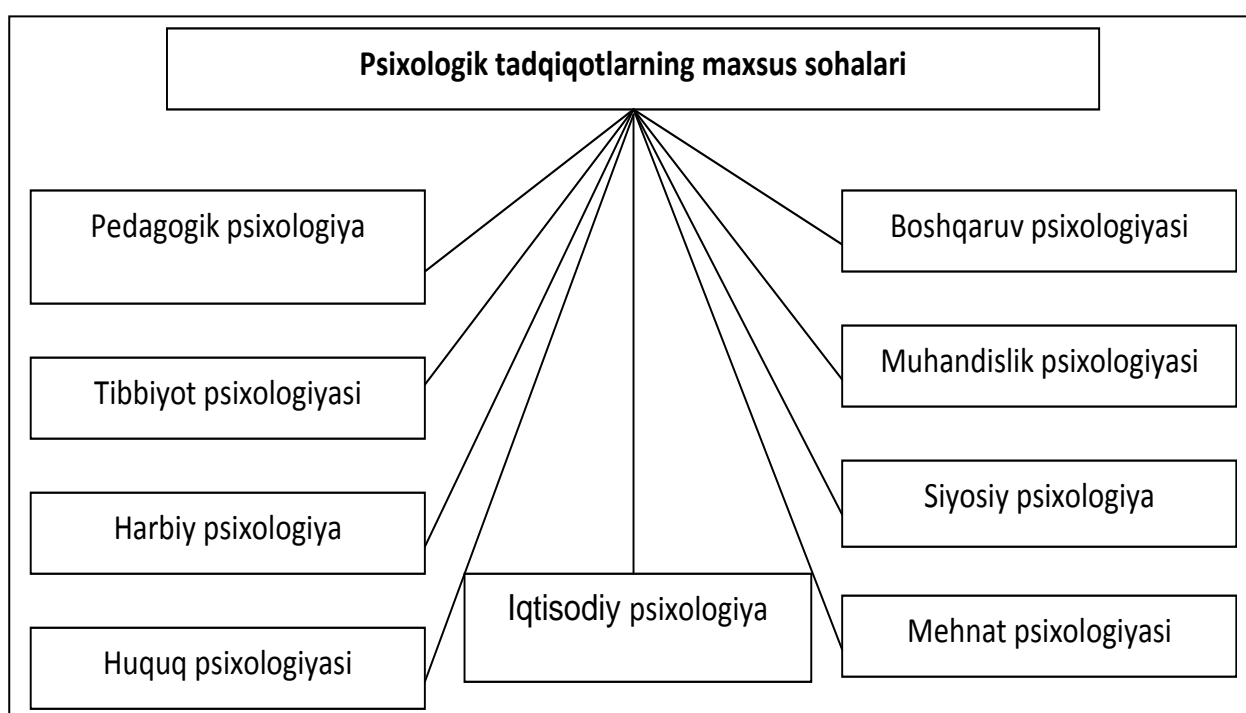 Psixologik tadqiqotlarning maxsus sohalari
Pedagogik psixologiya
Tibbiyot psixologiyasi
Harbiy psixologiya
Huquq psixologiyasi
Iqtisodiy psixologiya
Boshqaruv psixologiyasi
Muhandislik psixologiyasi
Siyosiy psixologiya
Mehnat psixologiyasi